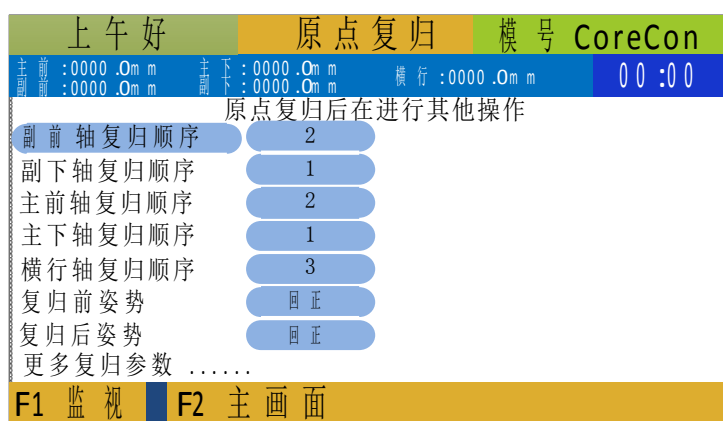 上午好 原点复归 模号 CoreCon
主前:0000.0mm 主下:0000.0mm 横行:0000.0mm 00:00
副前:0000.0mm 副下:0000.0mm
原点复归后在进行其他操作
副前轴复归顺序 2
副下轴复归顺序 1
主前轴复归顺序 2
主下轴复归顺序 1
横行轴复归顺序 3
复归前姿势 回正
复归后姿势 回正
更多复归参数 ......
F1 监视 F2 主画面